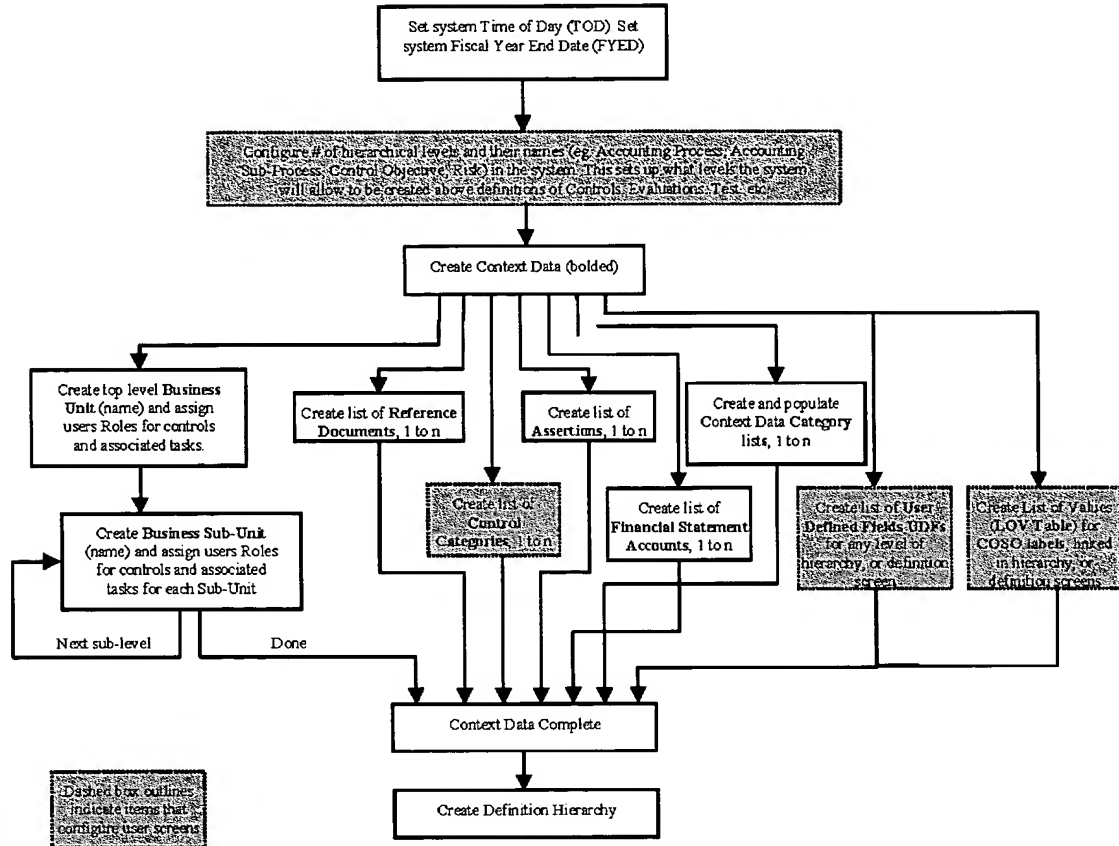 Set system Time of Day (TOD) Set
system Fiscal Year End Date (FYED)
Configure # of hierarchical levels and their names (eg. Accounting Process, Accounting
Sub-Process, Control Objective, Risk) in the system. This sets up what levels the system
will allow to be created above definitions of Controls, Evaluations, Test, etc
Create Context Data (bolded)
Create top level Business
Unit (name) and assign
users Roles for controls
and associated tasks.
Create list of Reference
Documents, 1 to n
Create list of
Assertions, 1 to n
Create and populate
Context Data Category
lists, 1 to n
Create list of
Control
Categories, 1 to n
Create list of
Financial Statement
Accounts, 1 to n
Create list of User
Defined Fields UDFs
for any level of
hierarchy, or definition
screen
Create List of Values
(LOV Table) for
COSO labels, linked
in hierarchy, or
definition screens
Create Business Sub-Unit
(name) and assign users Roles
for controls and associated
tasks for each Sub-Unit
Next sub-level
Done
Context Data Complete
Create Definition Hierarchy
Dashed box outlines
indicate items that
configure user screens